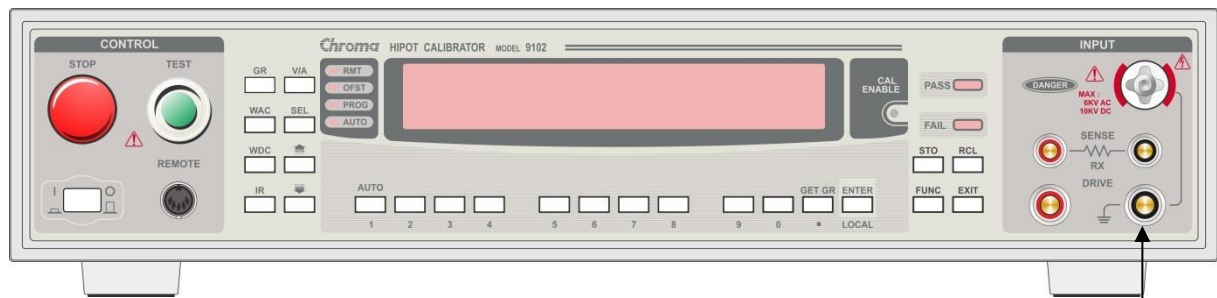 CONTROL
STOP TEST
REMOTE
I O
GR V/A
WAC SEL
WDC
IR
Chroma HIPOT CALIBRATOR MODEL 9102
RMT
OFST
PROG
AUTO
CAL
ENABLE
PASS
FAIL
STO RCL
FUNC EXIT
AUTO GET GR ENTER
1 2 3 4 5 6 7 8 9 0 ▪ LOCAL
INPUT
DANGER
MAX :
6KV AC
10KV DC
SENSE
RX
DRIVE